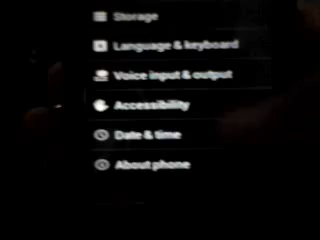 Storage
Language & keyboard
Voice input & output
Accessibility
Date & time
About phone